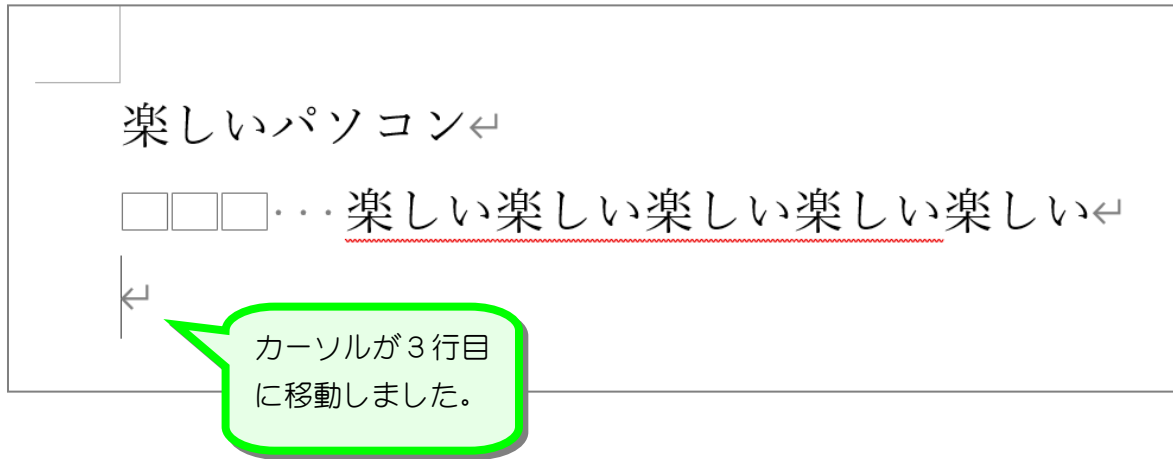 楽しいパソコン↵
□□□···楽しい楽しい楽しい楽しい楽しい↵
↵
カーソルが３行目
に移動しました。